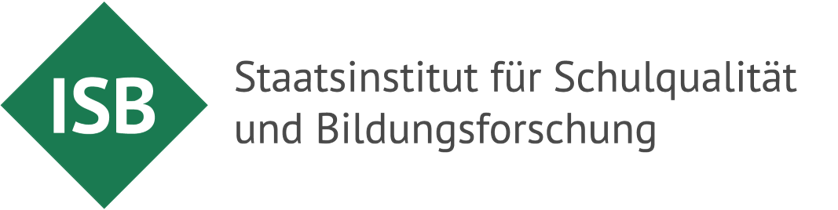 ISB
Staatsinstitut für Schulqualität
und Bildungsforschung